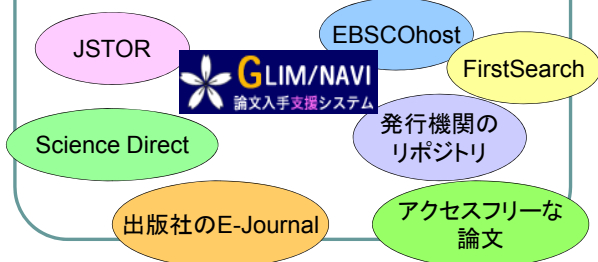 JSTOR
EBSCOhost
GLIM/NAVI
論文入手支援システム
FirstSearch
Science Direct
発行機関の
リポジトリ
出版社のE-Journal
アクセスフリーな
論文